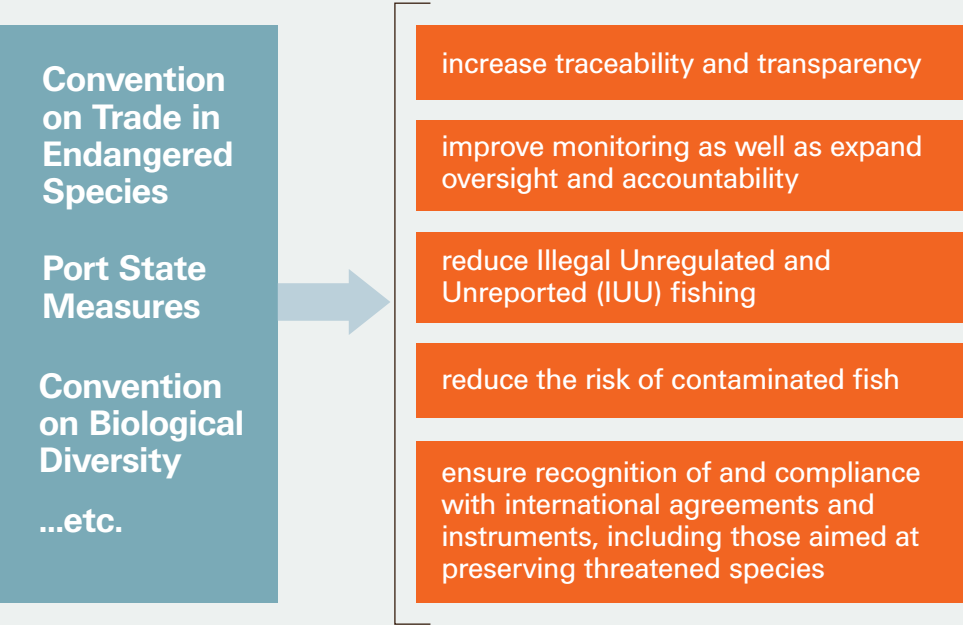 Convention
on Trade in
Endangered
Species
Port State
Measures
Convention
on Biological
Diversity
...etc.
increase traceability and transparency
improve monitoring as well as expand
oversight and accountability
reduce Illegal Unregulated and
Unreported (IUU) fishing
reduce the risk of contaminated fish
ensure recognition of and compliance
with international agreements and
instruments, including those aimed at
preserving threatened species